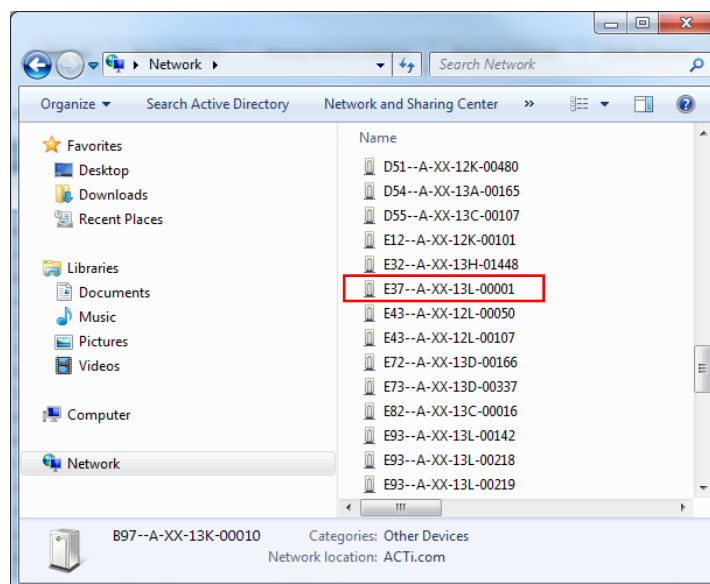 Network
Search Network
Organize Search Active Directory Network and Sharing Center »
Favorites
Desktop
Downloads
Recent Places
Libraries
Documents
Music
Pictures
Videos
Computer
Network
Name
D51--A-XX-12K-00480
D54--A-XX-13A-00165
D55--A-XX-13C-00107
E12--A-XX-12K-00101
E32--A-XX-13H-01448
E37--A-XX-13L-00001
E43--A-XX-12L-00050
E43--A-XX-12L-00107
E72--A-XX-13D-00166
E73--A-XX-13D-00337
E82--A-XX-13C-00016
E93--A-XX-13L-00142
E93--A-XX-13L-00218
E93--A-XX-13L-00219
B97--A-XX-13K-00010 Categories: Other Devices
Network location: ACTi.com